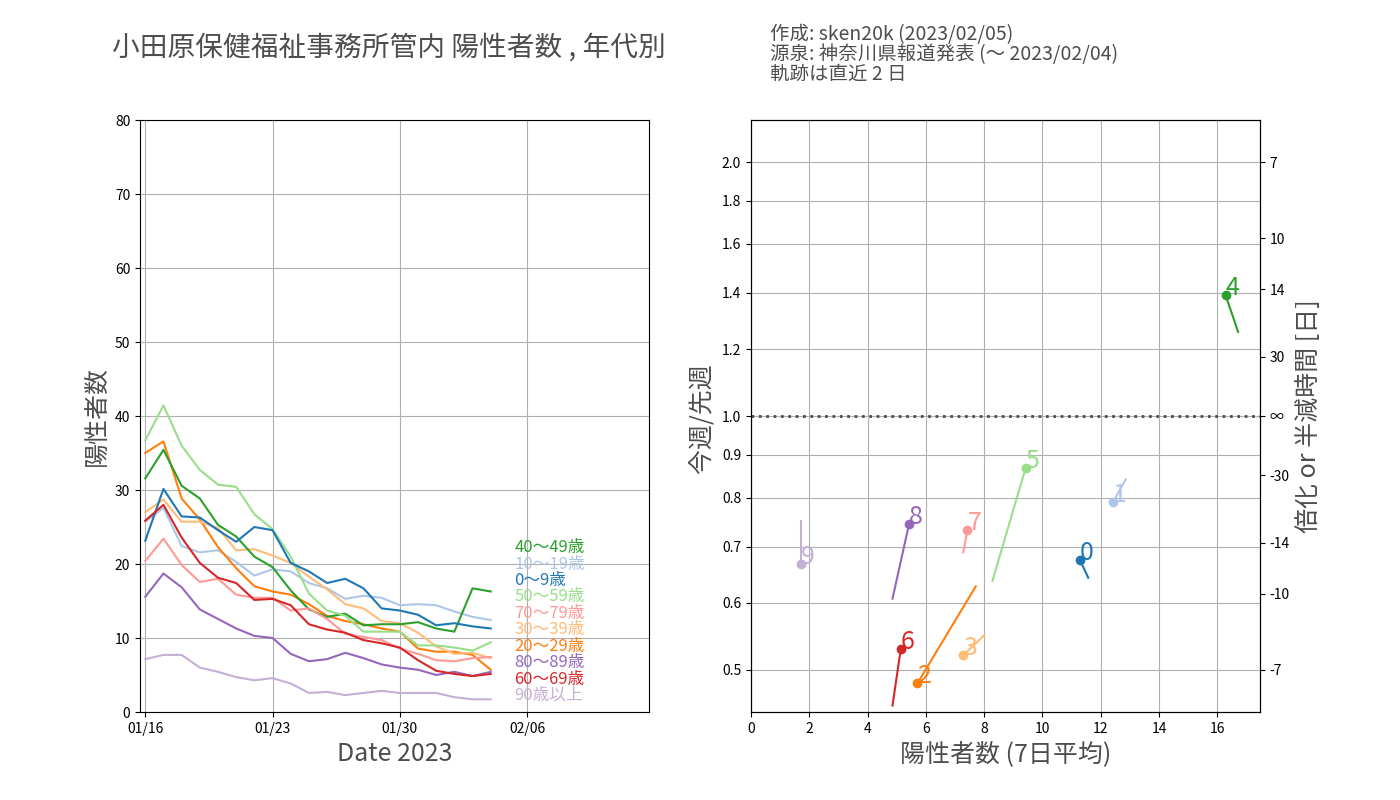 小田原保健福祉事務所管内 陽性者数 , 年代別
作成: sken20k (2023/02/05)
源泉: 神奈川県報道発表 (〜 2023/02/04)
軌跡は直近 2 日
80
70
60
50
40
30
20
10
0
陽性者数
40〜49歳
10〜19歳
0〜9歳
50〜59歳
70〜79歳
30〜39歳
20〜29歳
80〜89歳
60〜69歳
90歳以上
01/16
01/23
01/30
02/06
Date 2023
今週/先週
2.0
1.8
1.6
1.4
1.2
1.0
0.9
0.8
0.7
0.6
0.5
4
5
1
8
7
0
9
6
3
2
7
10
14
30
∞
-30
-14
-10
-7
倍化 or 半減時間 [日]
0
2
4
6
8
10
12
14
16
陽性者数 (7日平均)